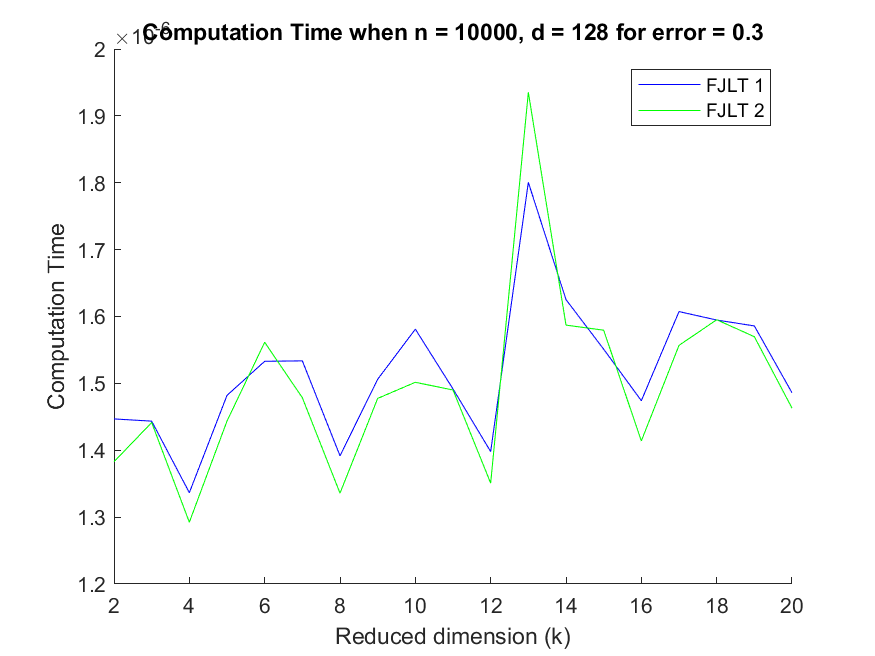 Computation Time when n = 10000, d = 128 for error = 0.3
×10-6
FJLT 1
FJLT 2
Computation Time
2
1.9
1.8
1.7
1.6
1.5
1.4
1.3
1.2
2 4 6 8 10 12 14 16 18 20
Reduced dimension (k)